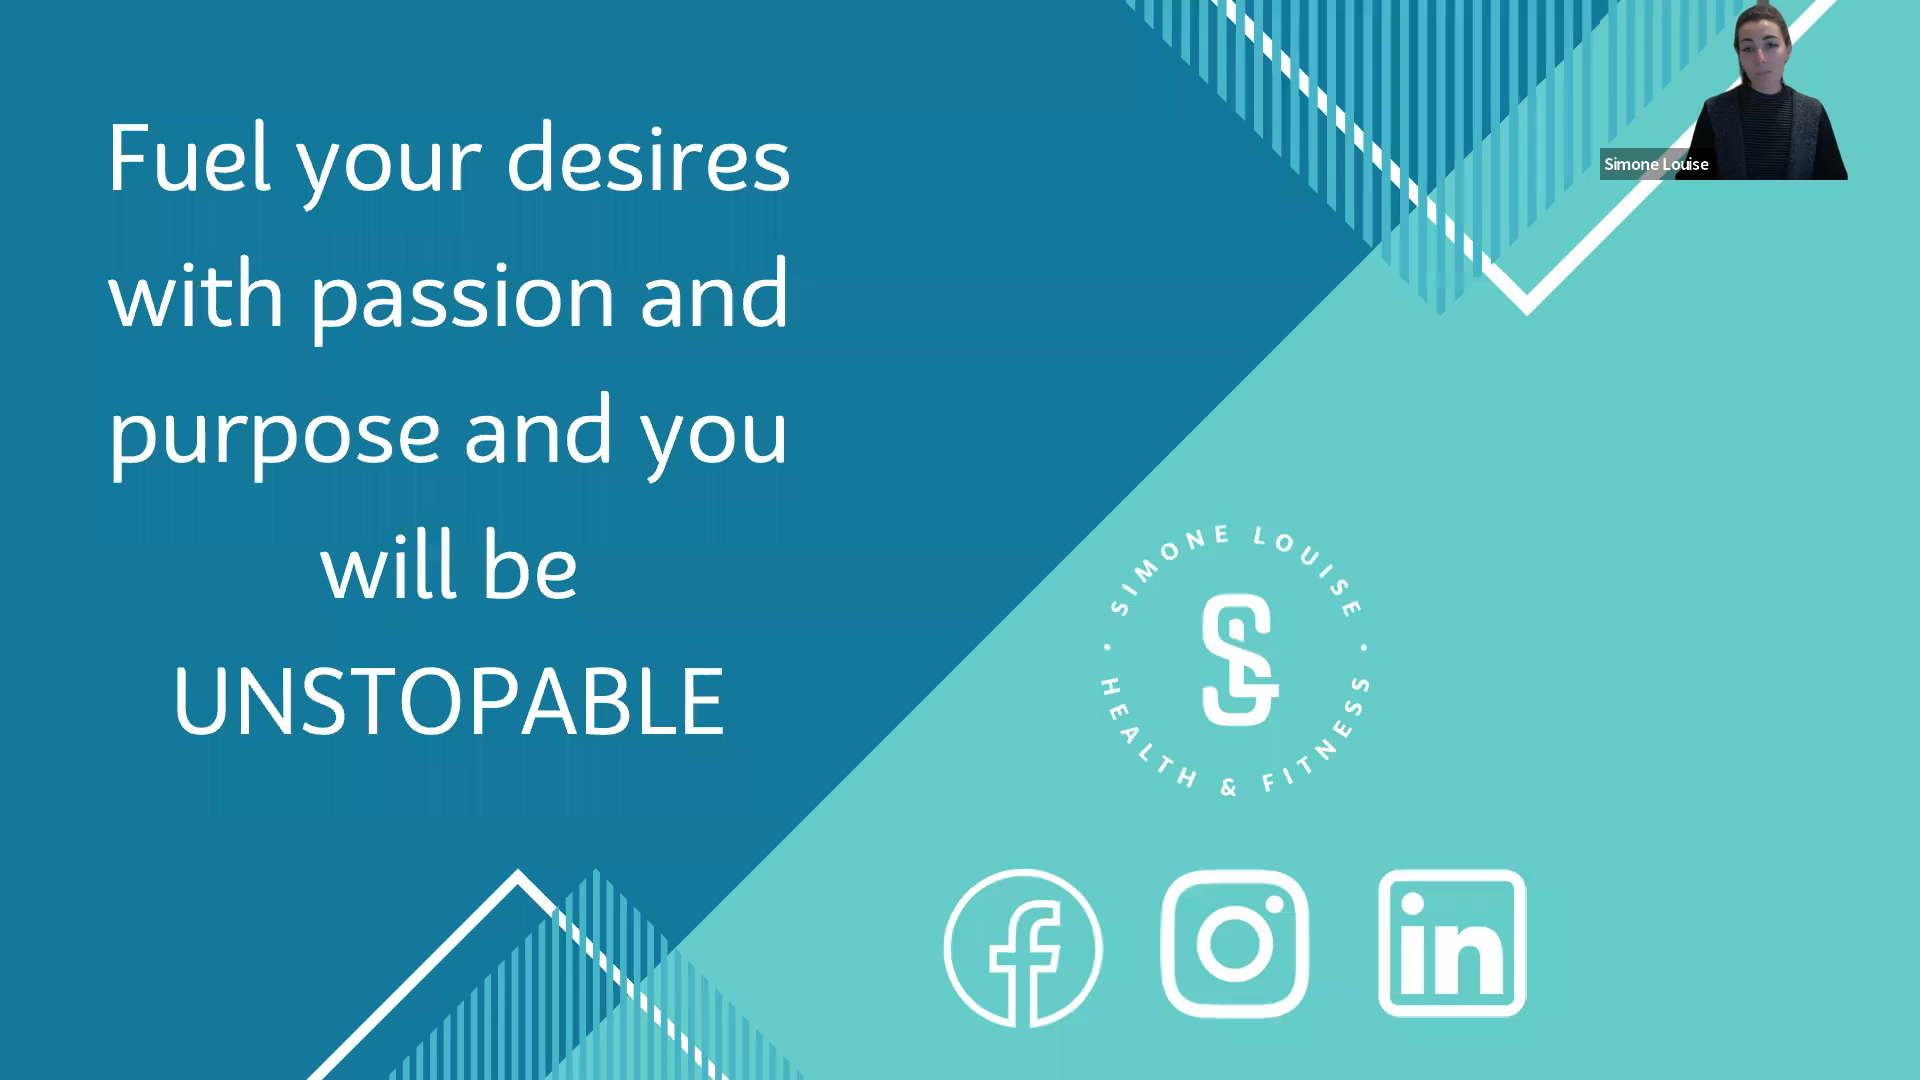 Fuel your desires
with passion and
purpose and you
will be
UNSTOPABLE
Simone Louise
• SIMONE LOUISE •
SL
HEALTH & FITNESS
f
in